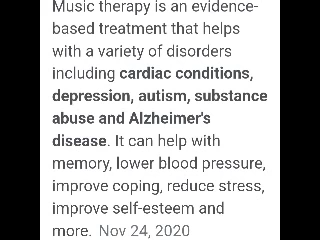 Music therapy is an evidence-
based treatment that helps
with a variety of disorders
including cardiac conditions,
depression, autism, substance
abuse and Alzheimer's
disease. It can help with
memory, lower blood pressure,
improve coping, reduce stress,
improve self-esteem and
more. Nov 24, 2020